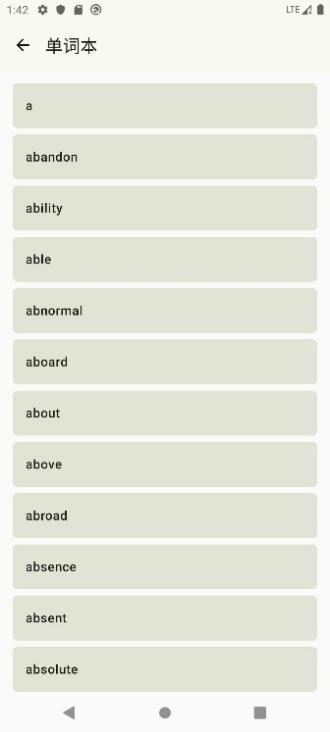 1:42 LTE
单词本
a
abandon
ability
able
abnormal
aboard
about
above
abroad
absence
absent
absolute